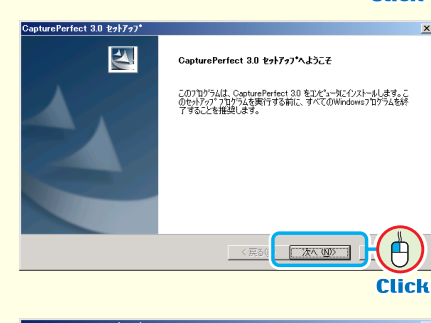 CapturePerfect 3.0 セットアップ
CapturePerfect 3.0 セットアップへようこそ
このプログラムは、CapturePerfect 3.0 をコンピュータにインストールします。こ
のセットアップ プログラムを実行する前に、すべてのWindowsプログラムを終
了することを推奨します。
< 戻る(
次へ (N)>
Click